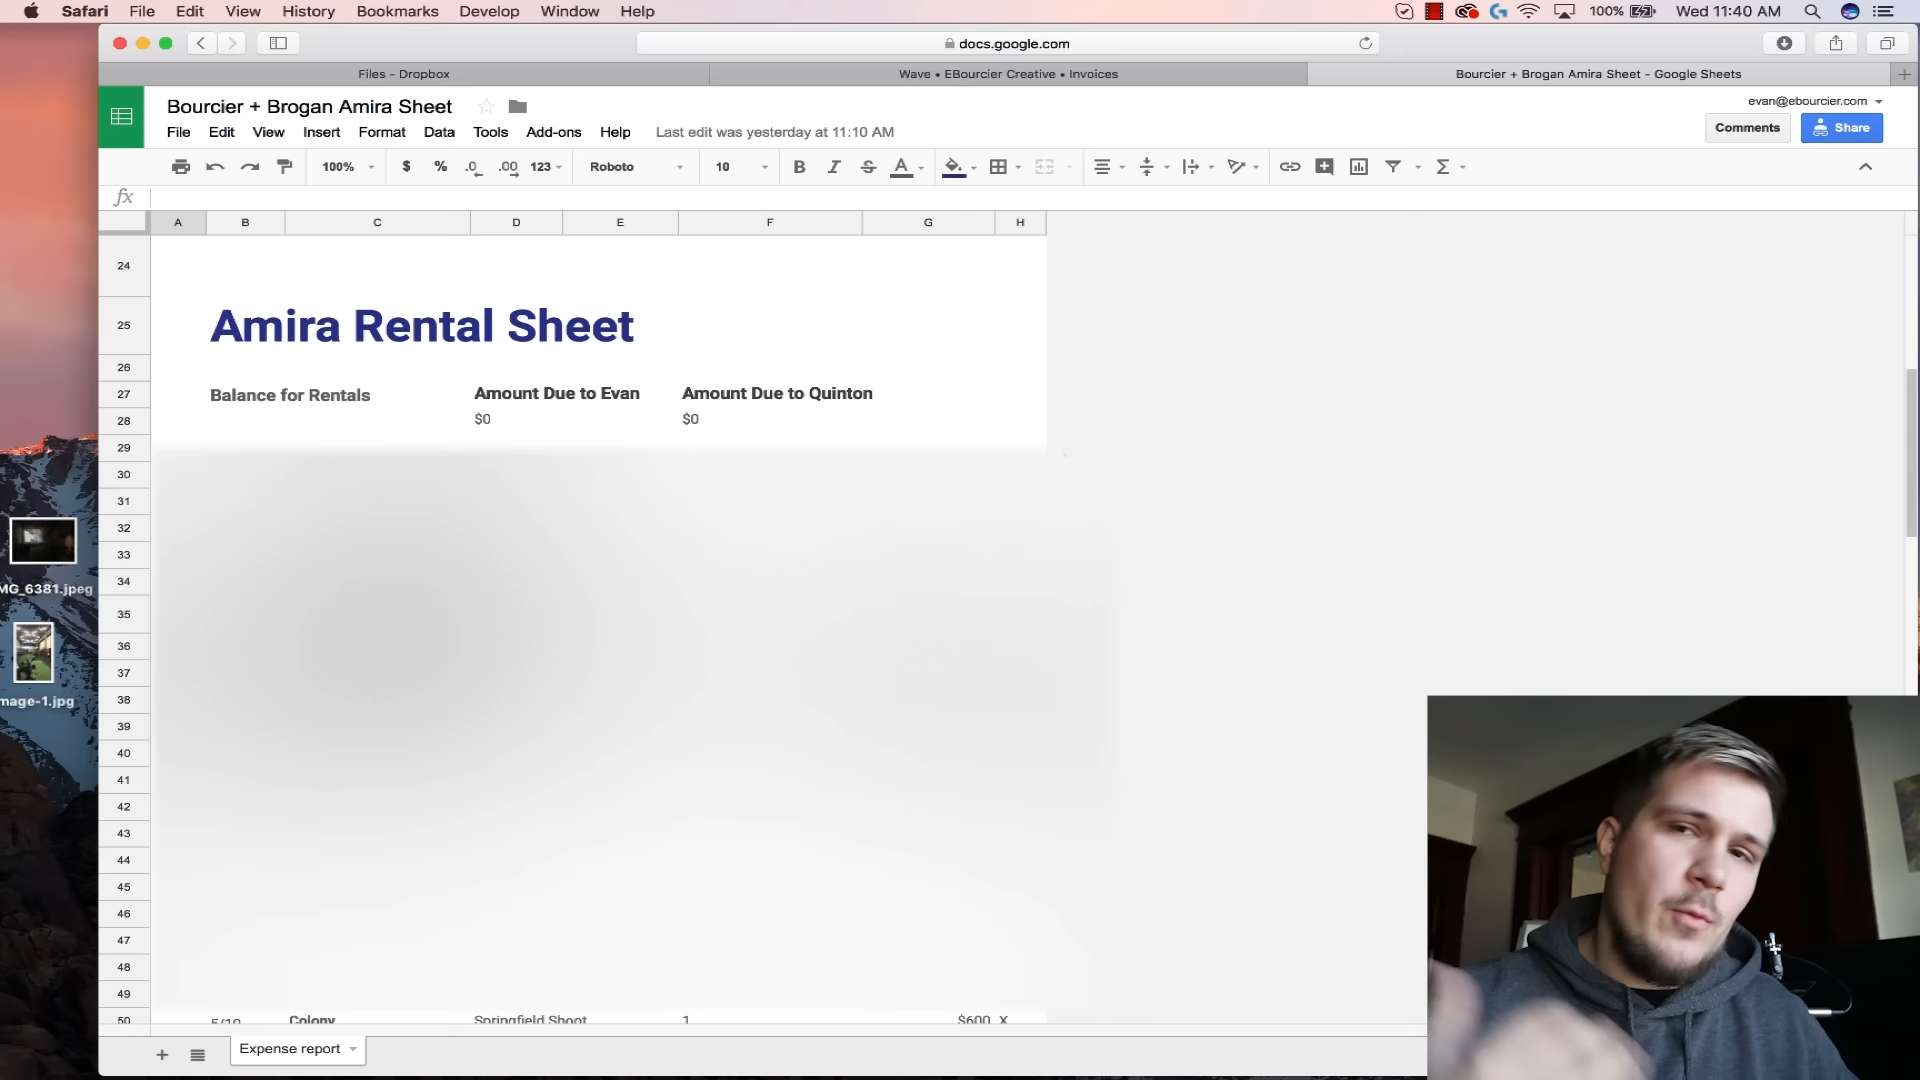 Safari File Edit View History Bookmarks Develop Window Help 100% Wed 11:40 AM
docs.google.com
Files - Dropbox Wave • EBourcier Creative • Invoices Bourcier + Brogan Amira Sheet - Google Sheets
Bourcier + Brogan Amira Sheet evan@ebourcier.com
File Edit View Insert Format Data Tools Add-ons Help Last edit was yesterday at 11:10 AM Comments Share
100% $ % .0 .00 123 Roboto 10 B I S A
fx
A B C D E F G H
24
25 Amira Rental Sheet
26
27 Balance for Rentals Amount Due to Evan Amount Due to Quinton
28 $0 $0
29
30
31
32
33
34
35
36
37
38
39
40
41
42
43
44
45
46
47
48
49
50 5/19 Colony Springfield Shoot 1 $600 X
MG_6381.jpeg
mage-1.jpg
Expense report